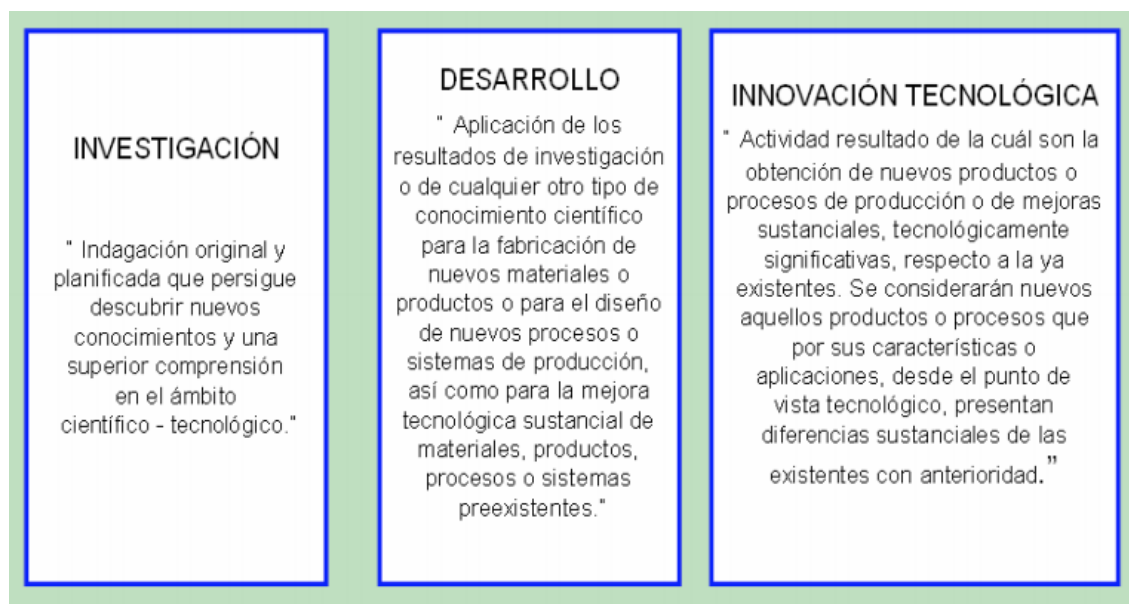 INVESTIGACIÓN
" Indagación original y
planificada que persigue
descubrir nuevos
conocimientos y una
superior comprensión
en el ámbito
científico - tecnológico."
DESARROLLO
" Aplicación de los
resultados de investigación
o de cualquier otro tipo de
conocimiento científico
para la fabricación de
nuevos materiales o
productos o para el diseño
de nuevos procesos o
sistemas de producción,
así como para la mejora
tecnológica sustancial de
materiales, productos,
procesos o sistemas
preexistentes."
INNOVACIÓN TECNOLÓGICA
" Actividad resultado de la cuál son la
obtención de nuevos productos o
procesos de producción o de mejoras
sustanciales, tecnológicamente
significativas, respecto a la ya
existentes. Se considerarán nuevos
aquellos productos o procesos que
por sus características o
aplicaciones, desde el punto de
vista tecnológico, presentan
diferencias sustanciales de las
existentes con anterioridad.”